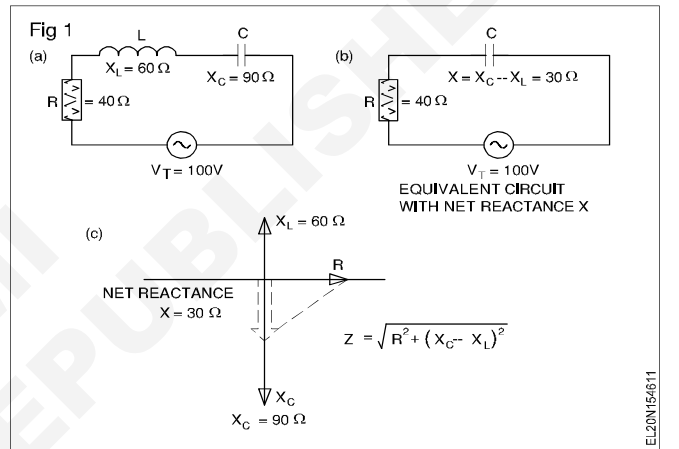 Fig 1
(a)
L
X_L = 60 Ω
C
X_C = 90 Ω
R
= 40 Ω
V_T = 100V
(b)
C
X = X_C -- X_L = 30 Ω
R
= 40 Ω
V_T = 100V
EQUIVALENT CIRCUIT
WITH NET REACTANCE X
(c)
X_L = 60 Ω
R
NET REACTANCE
X = 30 Ω
Z = √R² + (X_C-- X_L)²
X_C
X_C = 90 Ω
EL20N154611